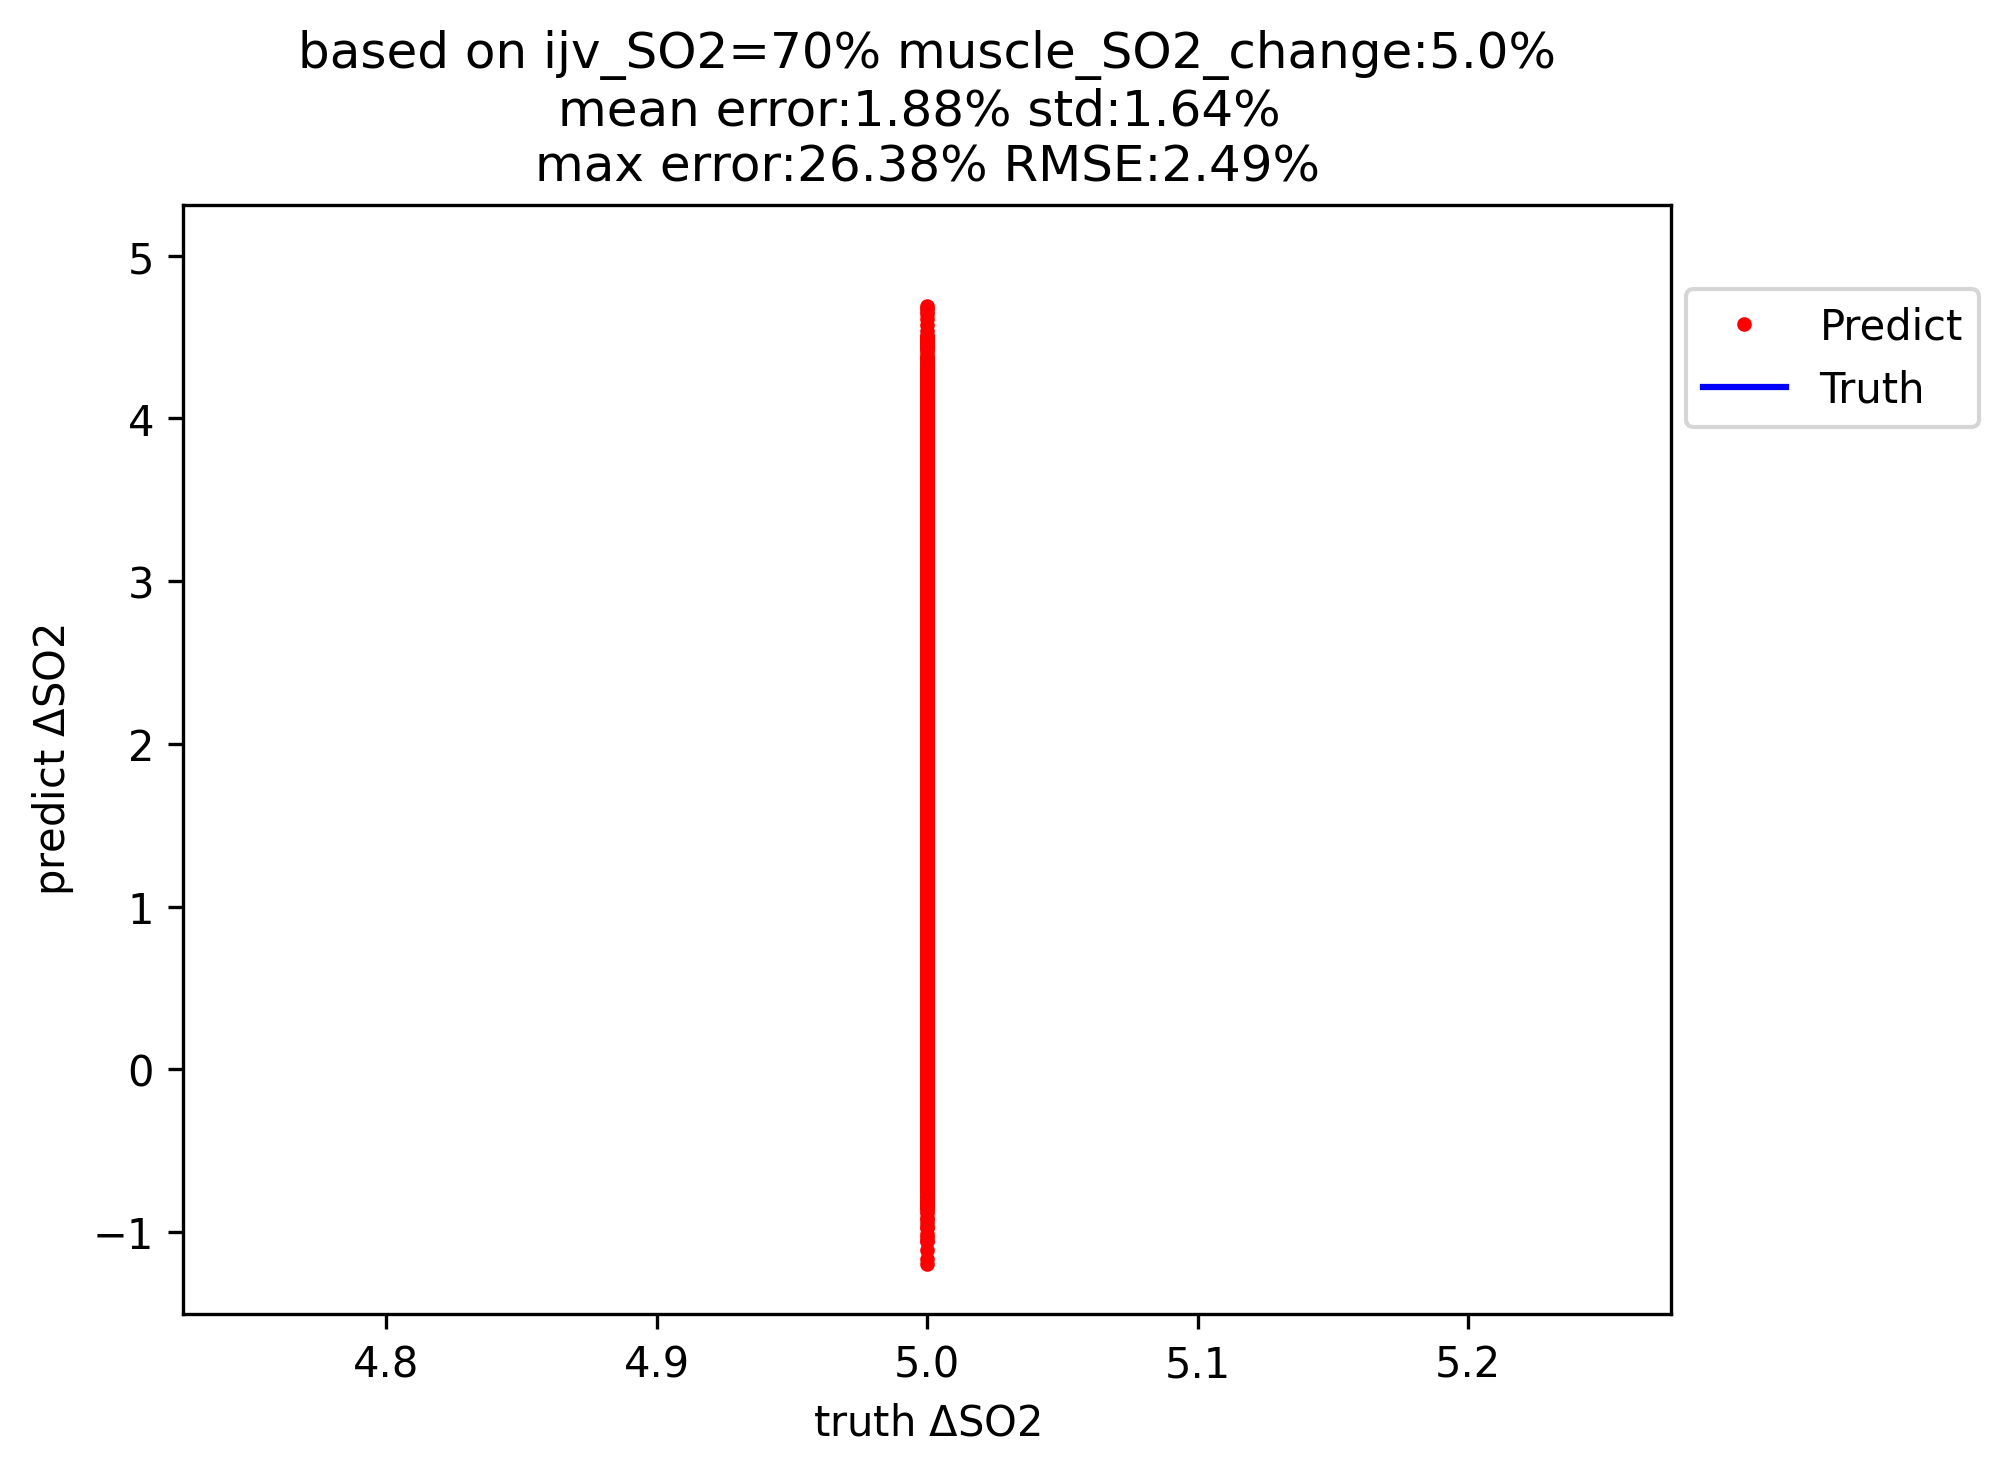 based on ijv_SO2=70% muscle_SO2_change:5.0%
mean error:1.88% std:1.64%
max error:26.38% RMSE:2.49%
5
4
3
2
1
0
−1
predict ΔSO2
4.8 4.9 5.0 5.1 5.2
truth ΔSO2
Predict
Truth